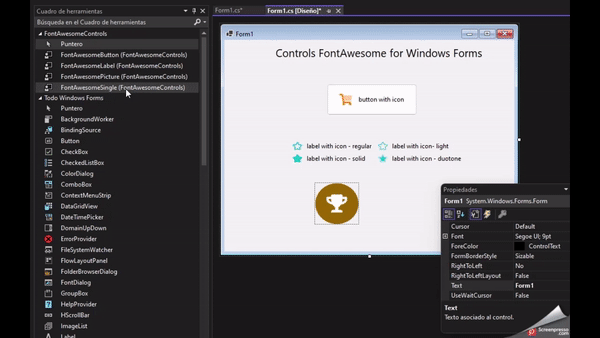 Cuadro de herramientas
Form1.cs*
Form1.cs [Diseño]*
Búsqueda en el Cuadro de herramientas
FontAwesomeControls
Puntero
FontAwesomeButton (FontAwesomeControls)
FontAwesomeLabel (FontAwesomeControls)
FontAwesomePicture (FontAwesomeControls)
FontAwesomeSingle (FontAwesomeControls)
Todo Windows Forms
Puntero
BackgroundWorker
BindingSource
Button
CheckBox
CheckedListBox
ColorDialog
ComboBox
ContextMenuStrip
DataGridView
DateTimePicker
DomainUpDown
ErrorProvider
FileSystemWatcher
FlowLayoutPanel
FolderBrowserDialog
FontDialog
GroupBox
HelpProvider
HScrollBar
ImageList
Label
Form1
Controls FontAwesome for Windows Forms
button with icon
label with icon - regular
label with icon- light
label with icon - solid
label with icon - duotone
Propiedades
Form1 System.Windows.Forms.Form
Cursor Default
Font Segoe UI; 9pt
ForeColor ControlText
FormBorderStyle Sizable
RightToLeft No
RightToLeftLayout False
Text Form1
UseWaitCursor False
Text
Texto asociado al control.
Screenpresso.com